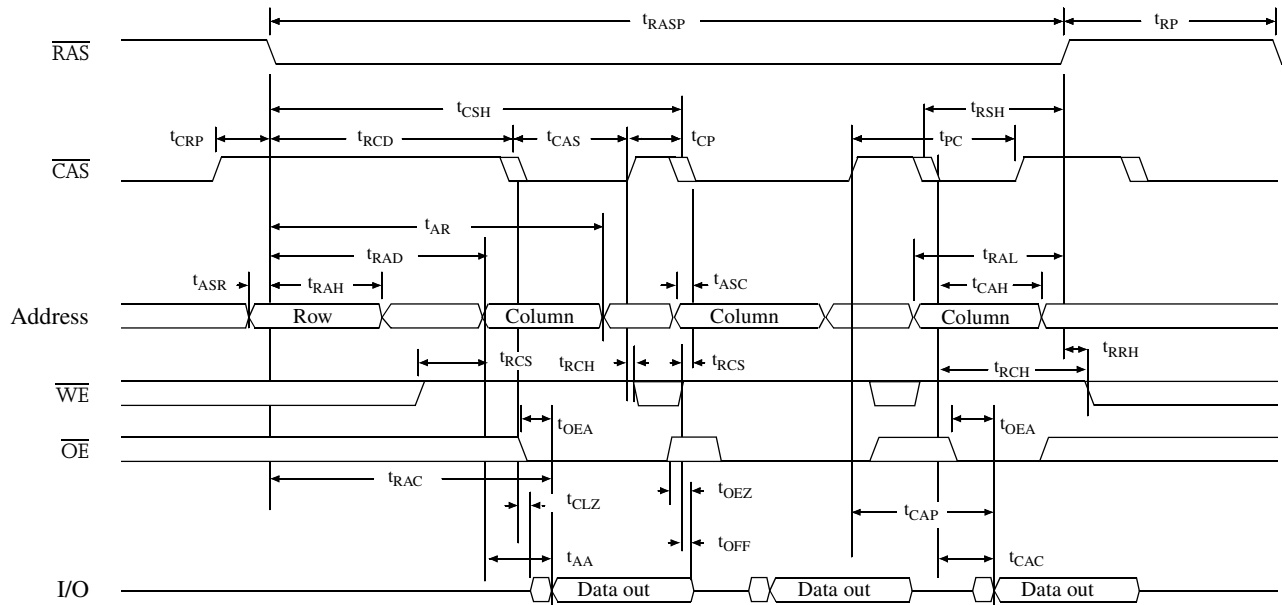 tRASP tRP
RAS
tCSH tRSH
tCRP tRCD tCAS tCP tPC
CAS
tAR
tRAD tRAL
tASR tRAH tASC tCAH
Address Row Column Column Column
tRCS tRCH tRCS tRCH tRRH
WE
tOEA tOEA
OE
tRAC tCLZ tOEZ tCAP
tAA tOFF tCAC
I/O Data out Data out Data out